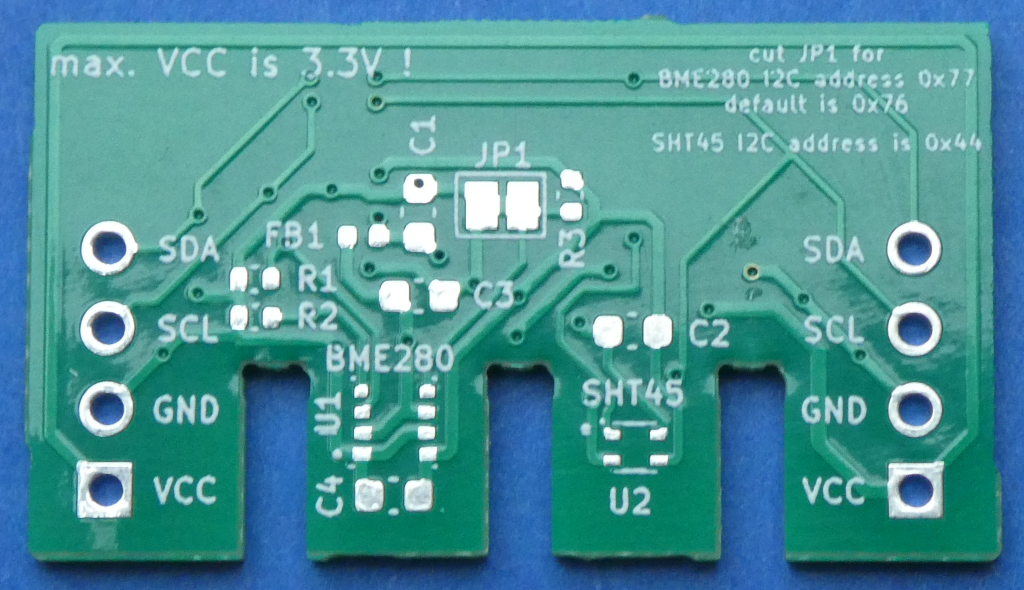 max. VCC is 3.3V !
cut JP1 for
BME280 I2C address 0x77
default is 0x76
SHT45 I2C address is 0x44
C1
JP1
FB1
R3
SDA
SDA
R1
C3
R2
SCL
C2
SCL
BME280
SHT45
U1
GND
GND
C4
VCC
U2
VCC